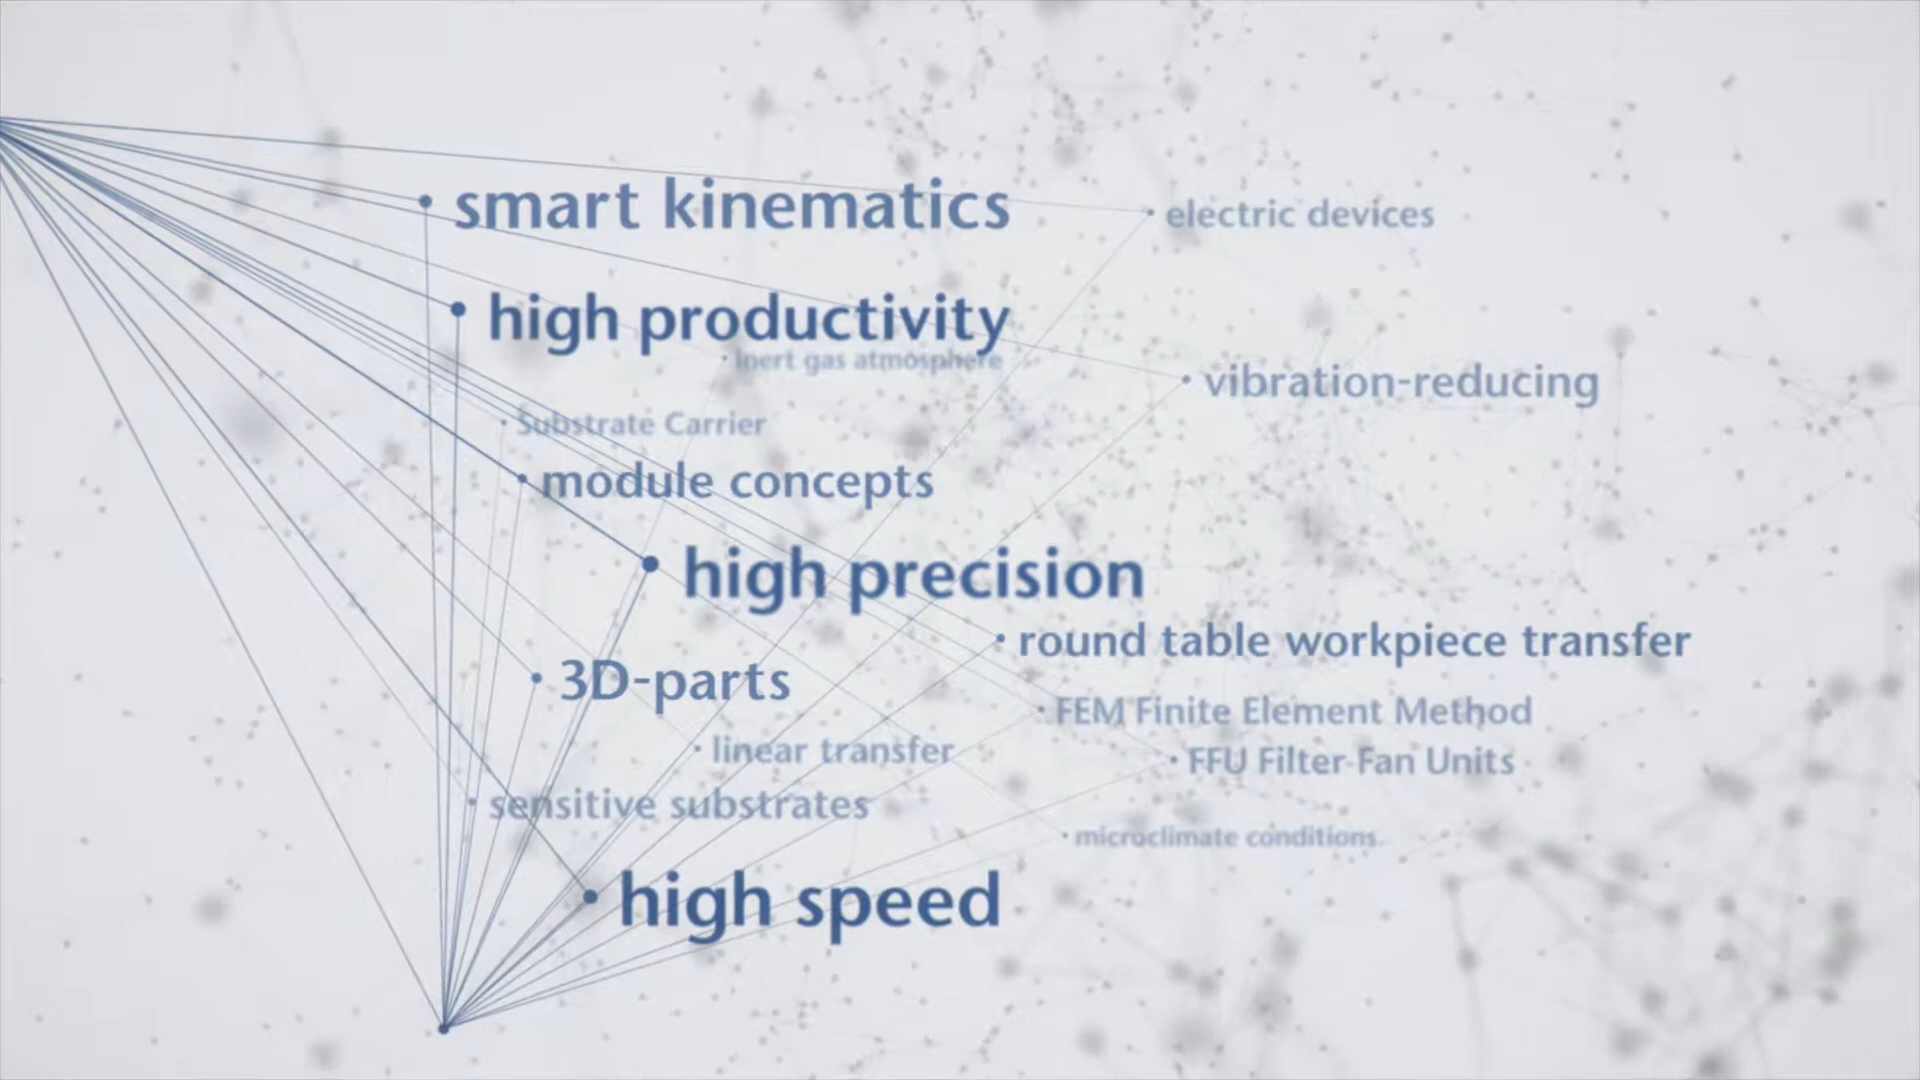 smart kinematics
electric devices
high productivity
Inert gas atmosphere
vibration-reducing
Substrate Carrier
module concepts
high precision
round table workpiece transfer
3D-parts
FEM Finite Element Method
linear transfer
FFU Filter-Fan Units
sensitive substrates
microclimate conditions
high speed